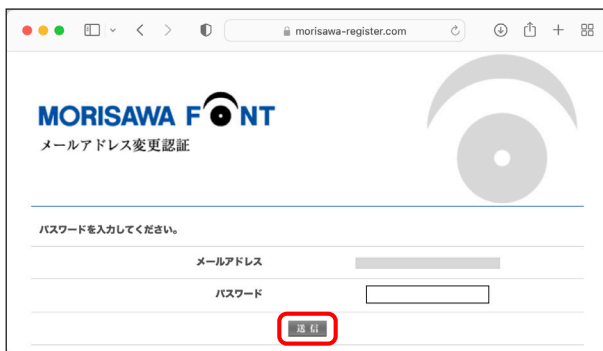 morisawa-register.com
MORISAWA FONT
メールアドレス変更認証
パスワードを入力してください。
メールアドレス
パスワード
送信